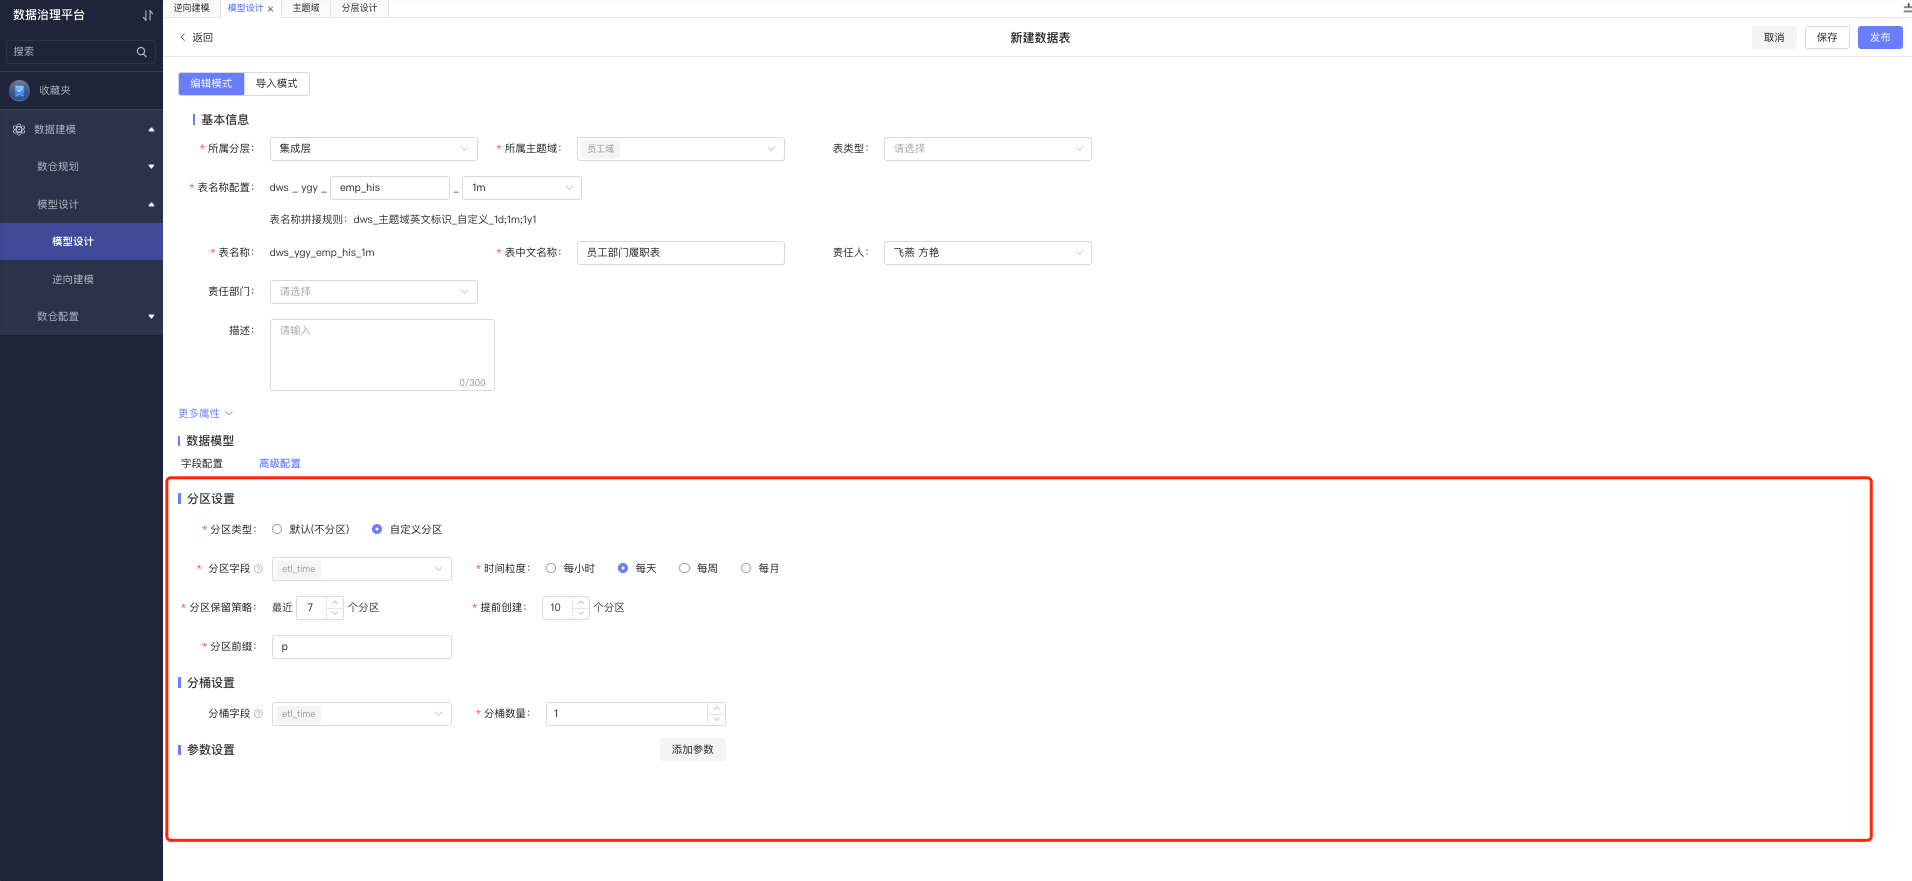 数据治理平台
搜索
收藏夹
数据建模
数仓规划
模型设计
模型设计
逆向建模
数仓配置
逆向建模 模型设计 × 主题域 分层设计
返回 新建数据表 取消 保存 发布
编辑模式 导入模式
基本信息
* 所属分层: 集成层 * 所属主题域: 员工域 表类型: 请选择
* 表名称配置: dws _ ygy _ emp_his _ 1m
表名称拼接规则: dws_主题域英文标识_自定义_1d;1m;1y1
* 表名称: dws_ygy_emp_his_1m * 表中文名称: 员工部门履职表 责任人: 飞燕 方艳
责任部门: 请选择
描述: 请输入
0/300
更多属性
数据模型
字段配置 高级配置
分区设置
* 分区类型: 默认(不分区) 自定义分区
* 分区字段 ? etl_time * 时间粒度: 每小时 每天 每周 每月
* 分区保留策略: 最近 7 个分区 * 提前创建: 10 个分区
* 分区前缀: p
分桶设置
分桶字段 ? etl_time * 分桶数量: 1
参数设置 添加参数